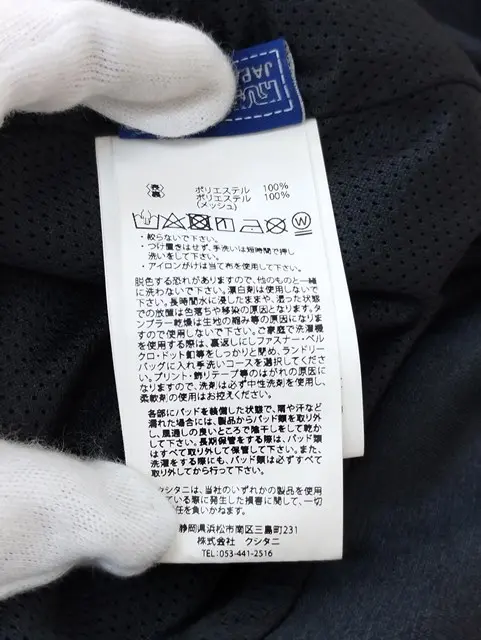 JAPA
表 ポリエステル 100%
裏 ポリエステル 100%
(メッシュ)
・絞らないで下さい。
・つけ置きはせず、手洗いは短時間で押し
洗いをして下さい。
・アイロンがけは当て布を使用して下さい。
脱色する恐れがありますので、他のものと一緒
に洗わないで下さい。漂白剤は使用しないで
下さい。長時間水に浸したままや、湿った状態
での放置は色落ちや移染の原因になります。タ
ンブラー乾燥は生地の縮み等の原因になりま
すので使用しないで下さい。ご家庭で洗濯機
を使用する際は、裏返しにしファスナー・ベル
クロ・ドット釦等をしっかりと閉め、ランドリー
バッグに入れ手洗いコースを選択してくださ
い。プリント・飾りテープ等のはがれの原因に
なりますので、洗剤は必ず中性洗剤を使用し、
柔軟剤の使用はお控えください。
各部にパッドを装備した状態で、雨や汗など
濡れた場合には、製品からパッド類を取り外
し、風通しの良いところで陰干しをして乾か
して下さい。長期保管をする際は、パッド類
はすべて取り外して保管して下さい。また、
洗濯をする際にも、パッド類は必ずすべて
取り外してから行って下さい。
クシタニは、当社のいずれかの製品を使用
ている際に発生した損害に関して、一切
任を負いかねます。
静岡県浜松市南区三島町231
株式会社 クシタニ
TEL:053-441-2516